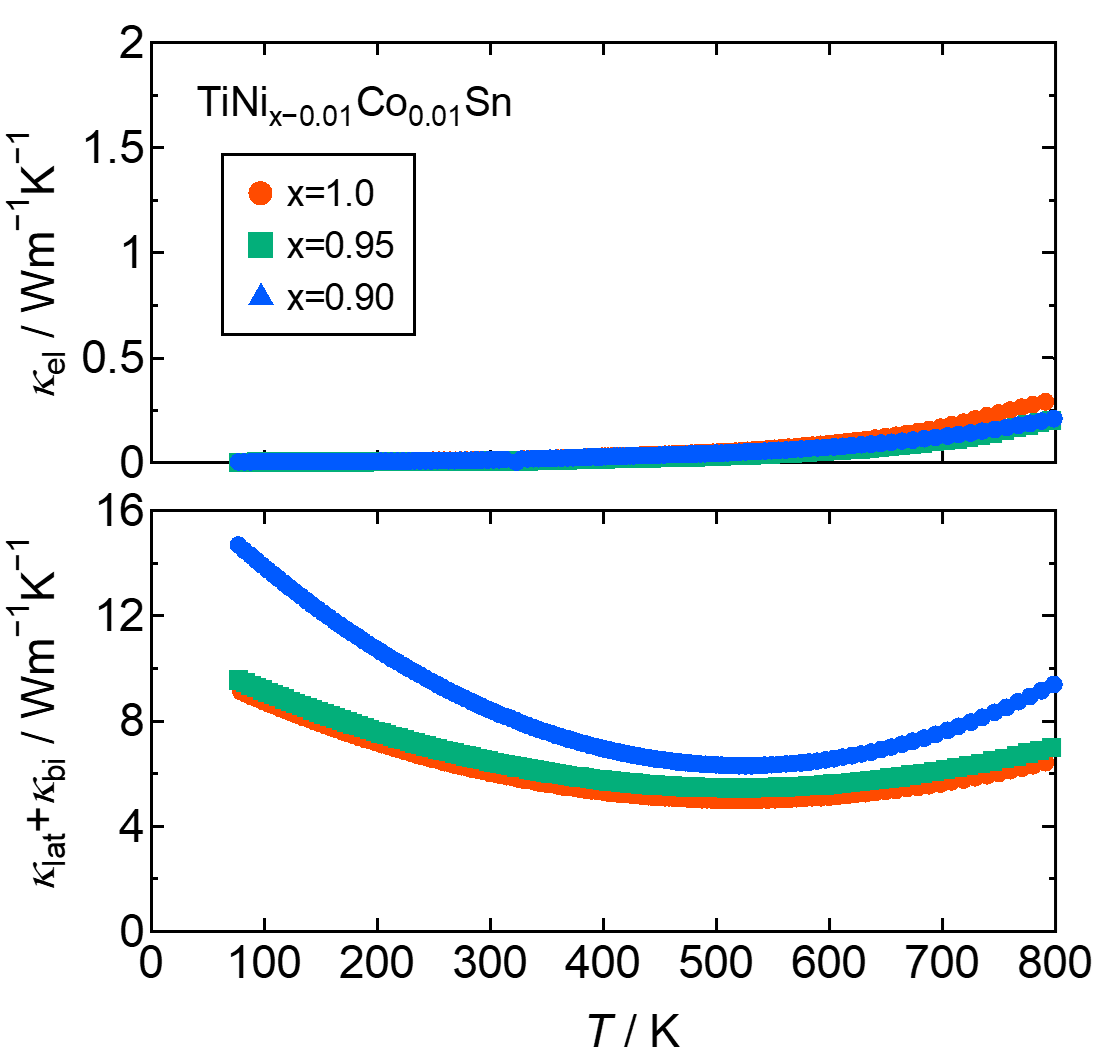 2
1.5
1
0.5
0
κel / Wm−1K−1
TiNix−0.01Co0.01Sn
x=1.0
x=0.95
x=0.90
16
12
8
4
0
κlat+κbi / Wm−1K−1
0 100 200 300 400 500 600 700 800
T / K